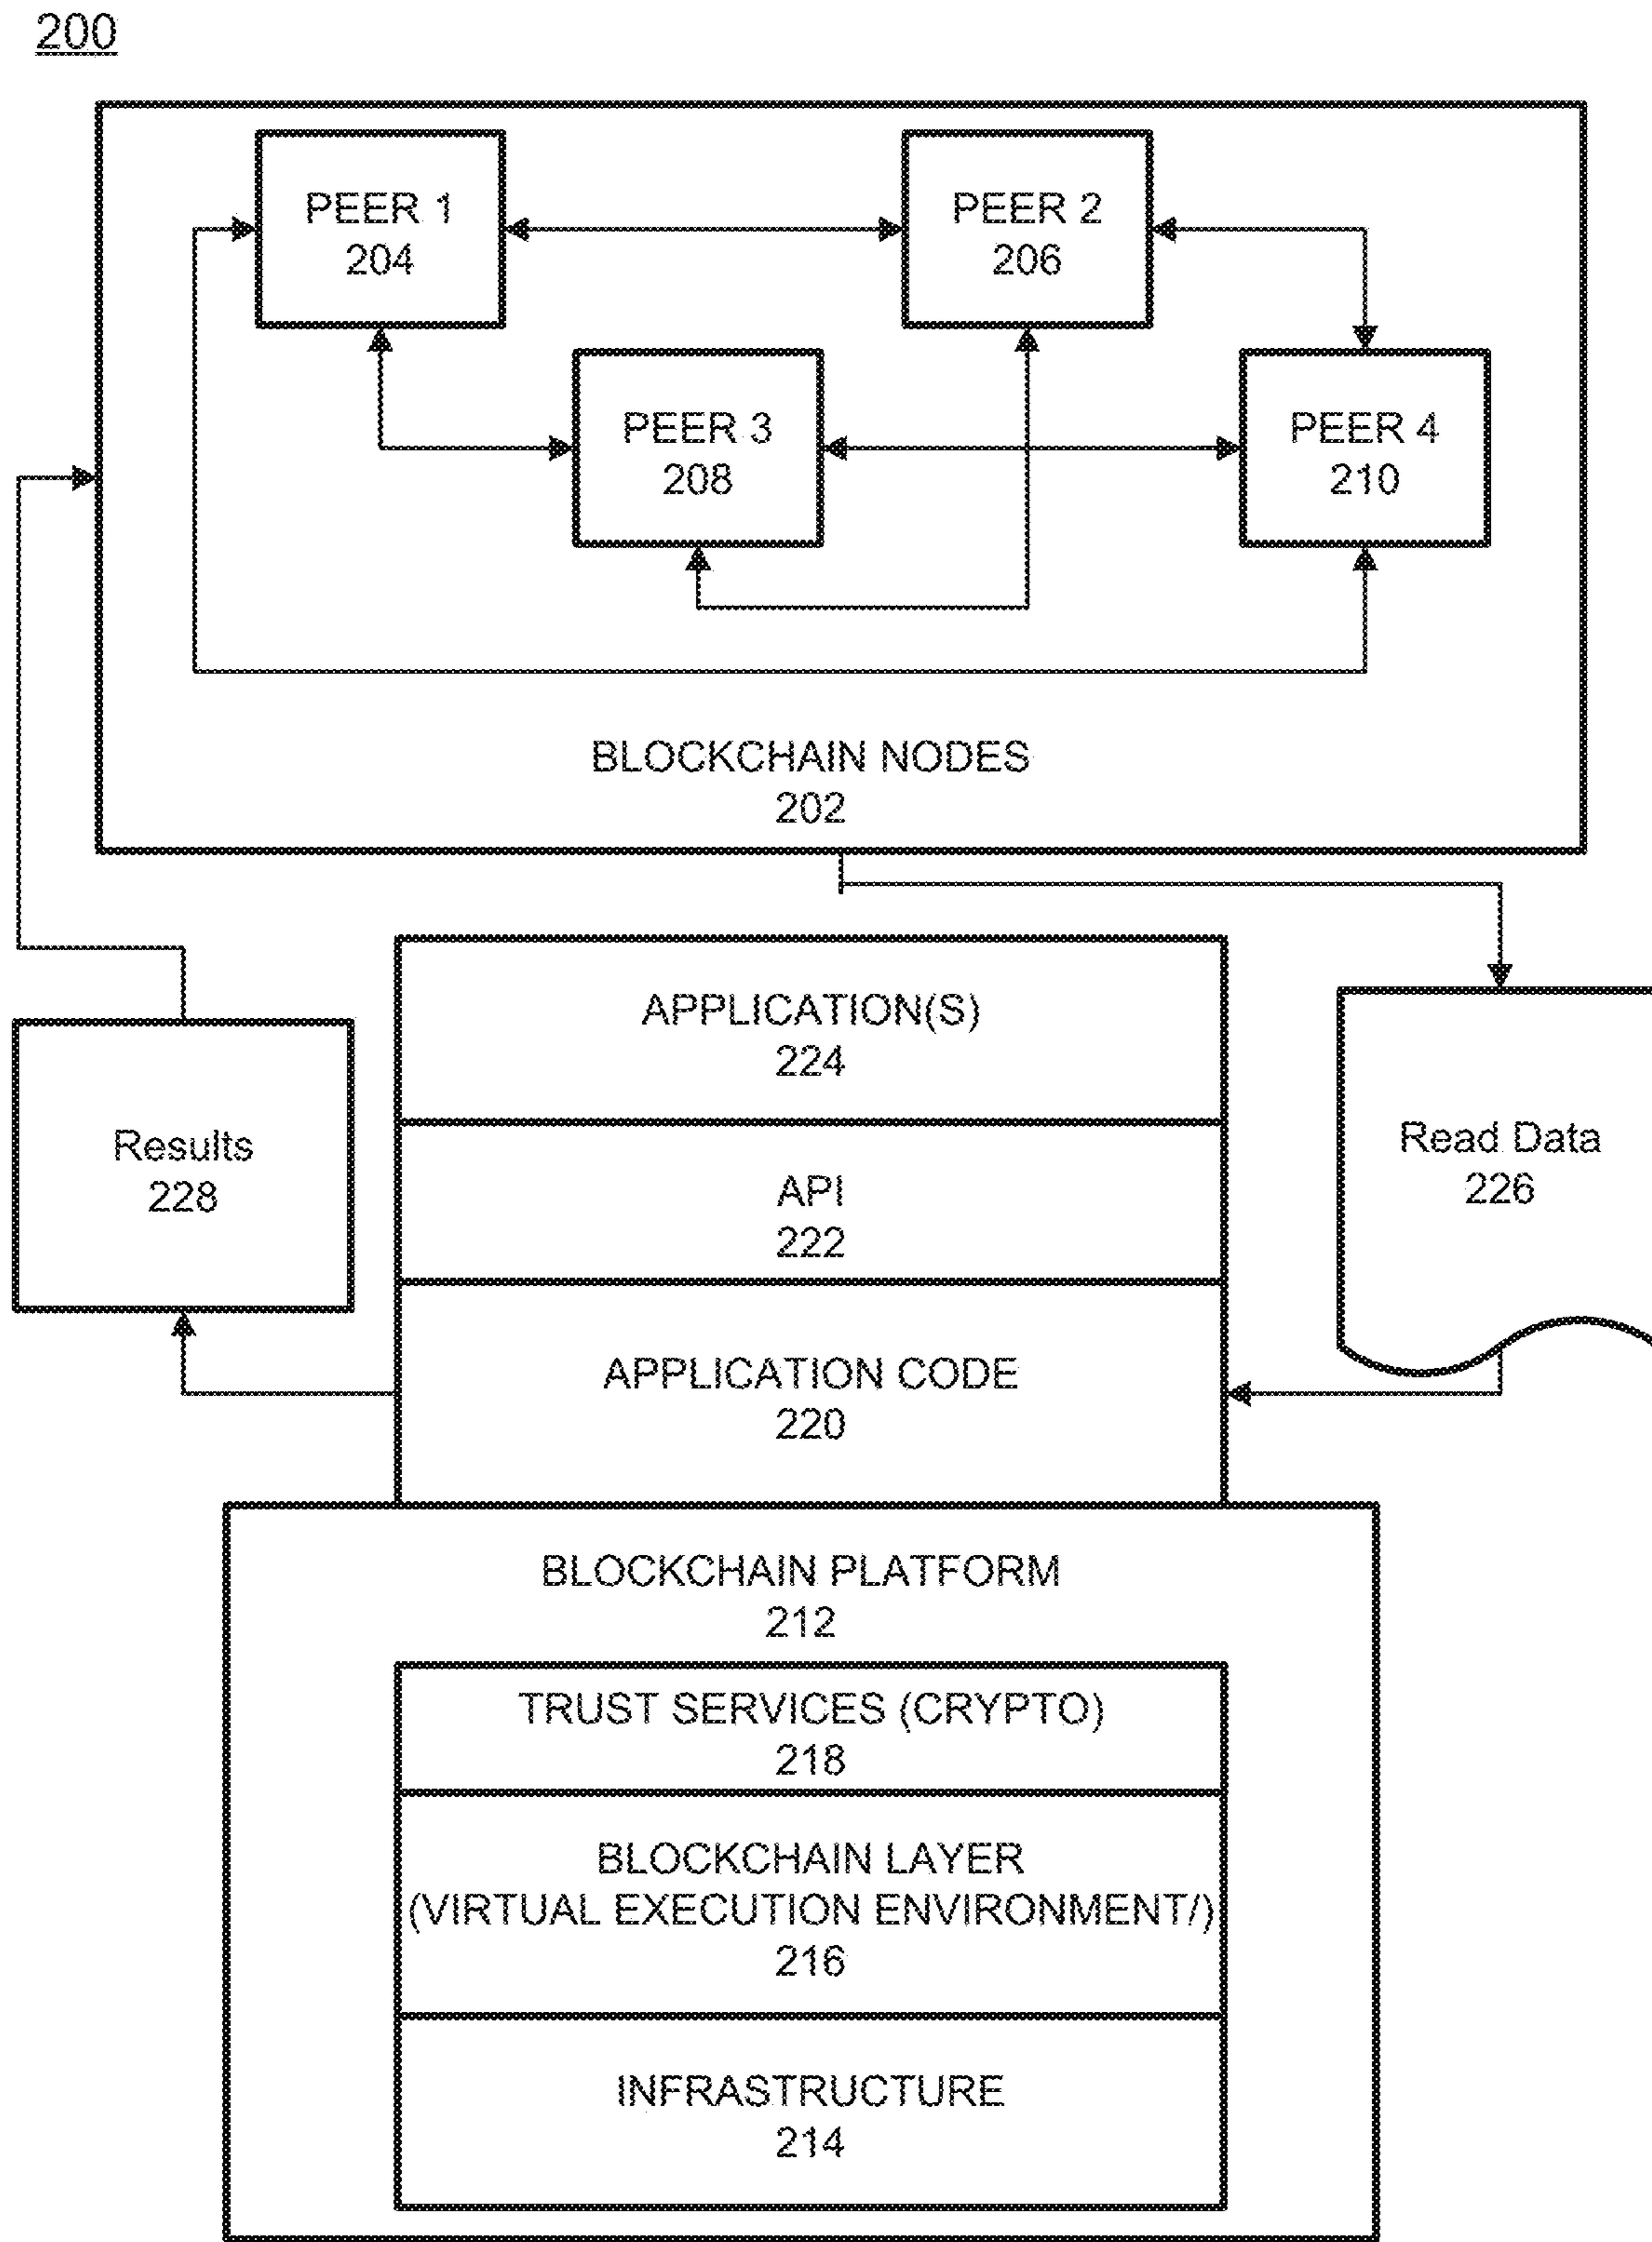 200
PEER 1
204
PEER 2
206
PEER 3
208
PEER 4
210
BLOCKCHAIN NODES
202
APPLICATION(S)
224
Results
228
Read Data
226
API
222
APPLICATION CODE
220
BLOCKCHAIN PLATFORM
212
TRUST SERVICES (CRYPTO)
218
BLOCKCHAIN LAYER
(VIRTUAL EXECUTION ENVIRONMENT/)
216
INFRASTRUCTURE
214